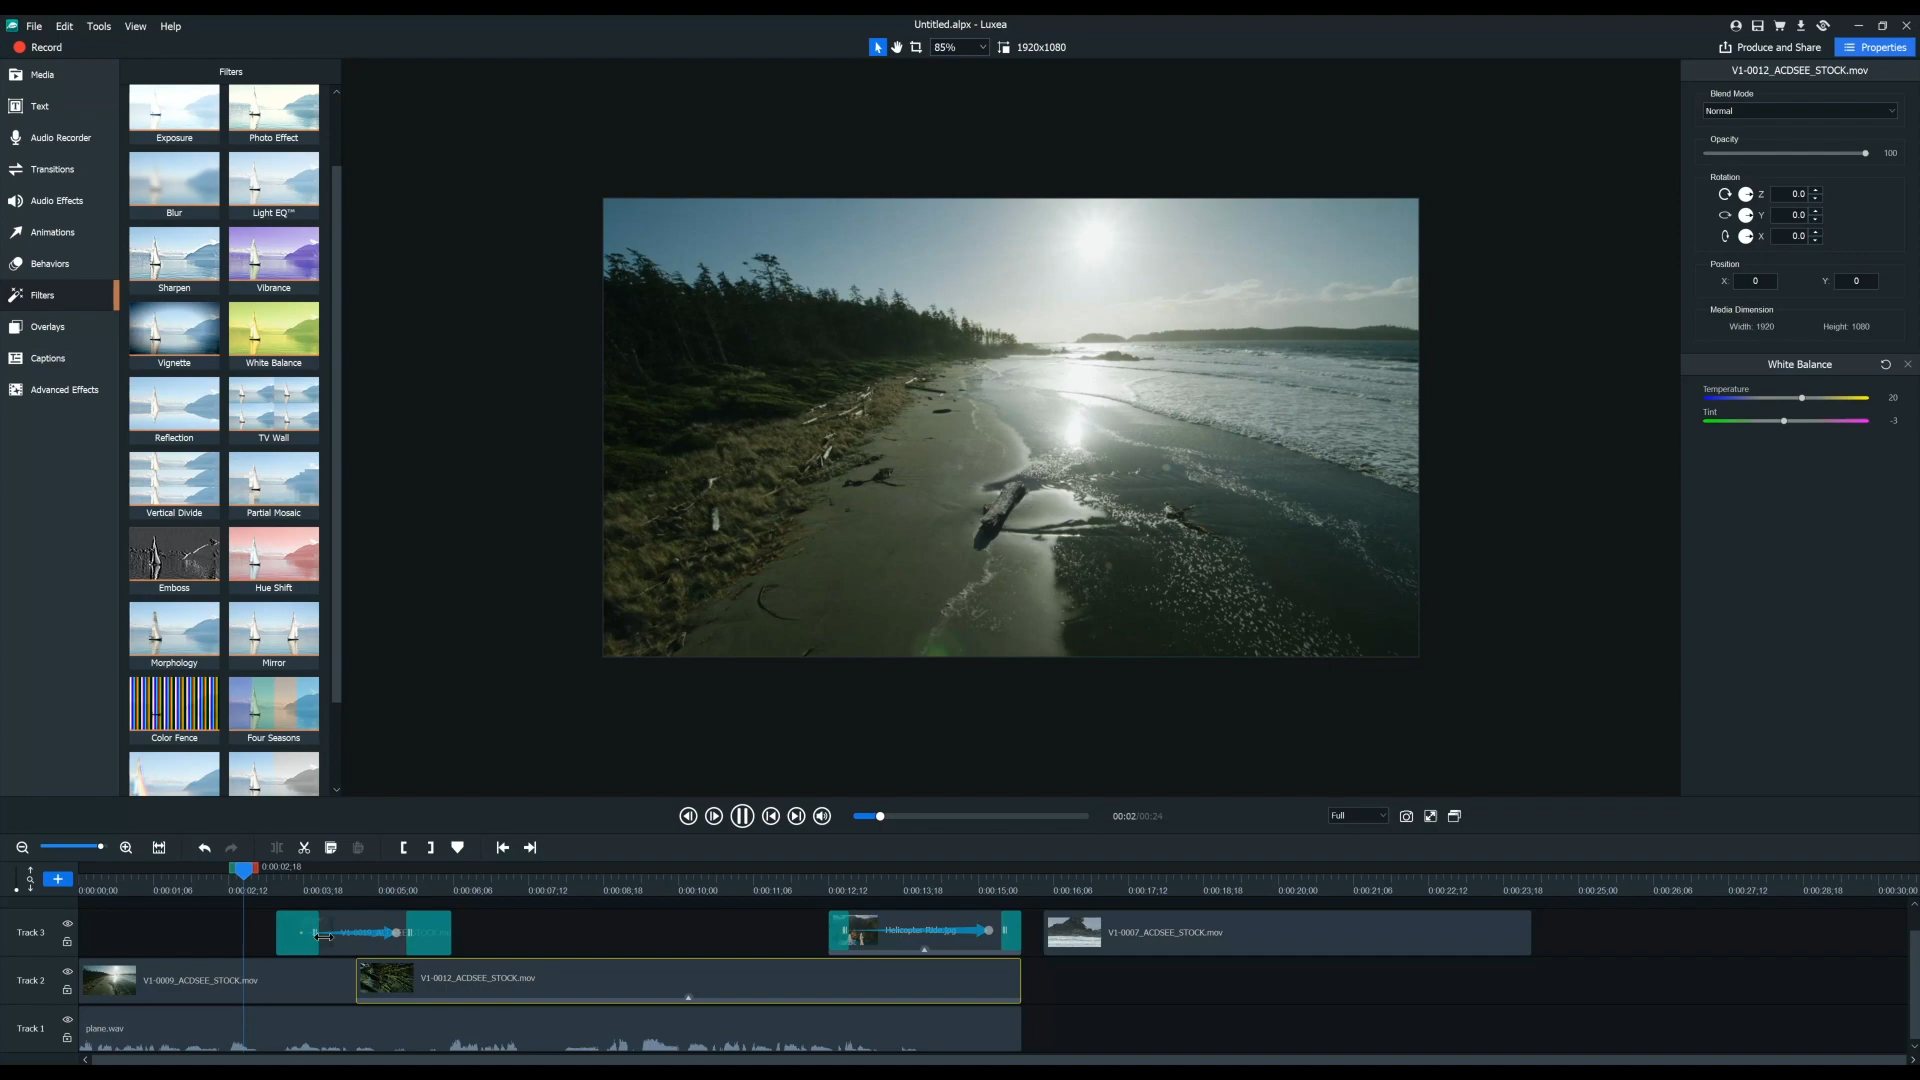 File Edit Tools View Help
Untitled.alpx - Luxea
Record
85% 1920x1080
Produce and Share Properties
Media
Text
Audio Recorder
Transitions
Audio Effects
Animations
Behaviors
Filters
Overlays
Captions
Advanced Effects
Filters
Exposure Photo Effect
Blur Light EQ™
Sharpen Vibrance
Vignette White Balance
Reflection TV Wall
Vertical Divide Partial Mosaic
Emboss Hue Shift
Morphology Mirror
Color Fence Four Seasons
V1-0012_ACDSEE_STOCK.mov
Blend Mode
Normal
Opacity
100
Rotation
Z 0.0
Y 0.0
X 0.0
Position
X: 0 Y: 0
Media Dimension
Width: 1920 Height: 1080
White Balance
Temperature
20
Tint
-3
00:02/00:24
Full
0:00:02;18
0:00:00;00 0:00:01;06 0:00:02;12 0:00:03;18 0:00:05;00 0:00:06;06 0:00:07;12 0:00:08;18 0:00:10;00 0:00:11;06 0:00:12;12 0:00:13;18 0:00:15;00 0:00:16;06 0:00:17;12 0:00:18;18 0:00:20;00 0:00:21;06 0:00:22;12 0:00:23;18 0:00:25;00 0:00:26;06 0:00:27;12 0:00:28;18 0:00:30;00
Track 3 Helicopter Ride.jpg V1-0007_ACDSEE_STOCK.mov
Track 2 V1-0009_ACDSEE_STOCK.mov V1-0012_ACDSEE_STOCK.mov
Track 1 plane.wav